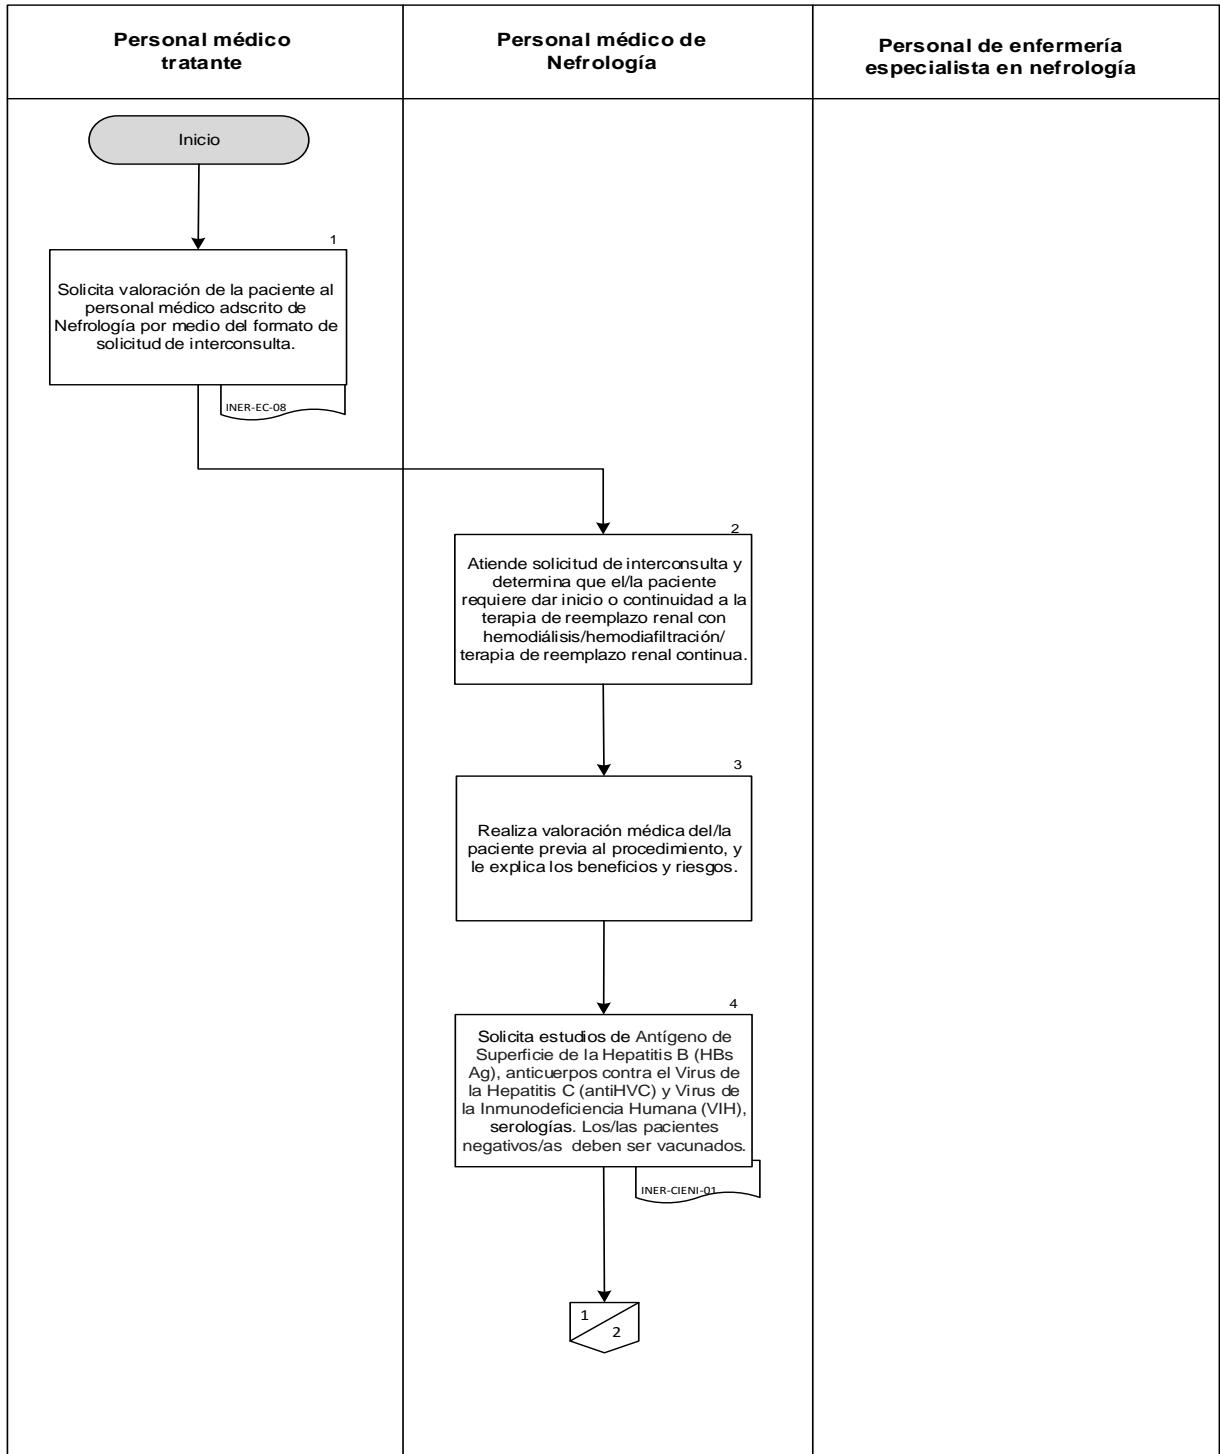 Personal médico
tratante
Personal médico de
Nefrología
Personal de enfermería
especialista en nefrología
Inicio
1
Solicita valoración de la paciente al
personal médico adscrito de
Nefrología por medio del formato de
solicitud de interconsulta.
INER-EC-08
2
Atiende solicitud de interconsulta y
determina que el/la paciente
requiere dar inicio o continuidad a la
terapia de reemplazo renal con
hemodiálisis/hemodiafiltración/
terapia de reemplazo renal continua.
3
Realiza valoración médica del/la
paciente previa al procedimiento, y
le explica los beneficios y riesgos.
4
Solicita estudios de Antígeno de
Superficie de la Hepatitis B (HBs
Ag), anticuerpos contra el Virus de
la Hepatitis C (antiHVC) y Virus de
la Inmunodeficiencia Humana (VIH),
serologías. Los/las pacientes
negativos/as deben ser vacunados.
INER-CIENI-01
1
2